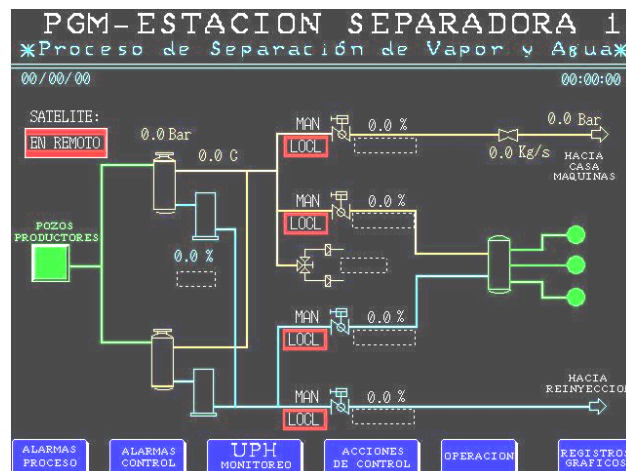 PGM-ESTACION SEPARADORA 1
*Proceso de Separación de Vapor y Agua*
00/00/00
00:00:00
SATELITE:
EN REMOTO
0.0 Bar
0.0 C
MAN
LOCL
0.0 %
0.0 Bar
0.0 Kg/s
HACIA
CASA
MAQUINAS
MAN
LOCL
0.0 %
POZOS
PRODUCTORES
0.0 %
MAN
LOCL
0.0 %
MAN
LOCL
0.0 %
HACIA
REINYECCION
ALARMAS
PROCESO
ALARMAS
CONTROL
UPH
MONITOREO
ACCIONES
DE CONTROL
OPERACION
REGISTROS
GRAFICOS